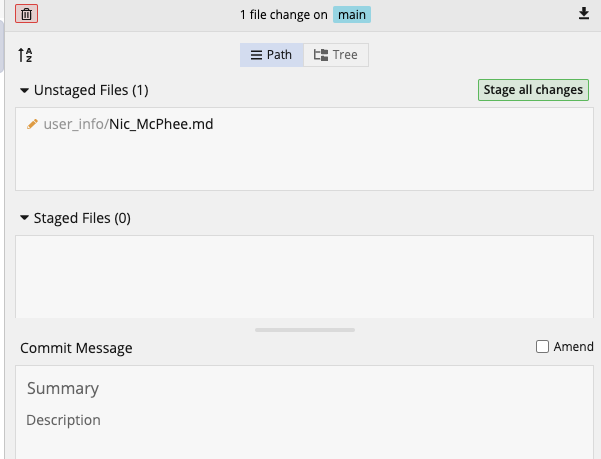 1 file change on main
A
Z
Path
Tree
Unstaged Files (1)
Stage all changes
user_info/Nic_McPhee.md
Staged Files (0)
Commit Message
Amend
Summary
Description